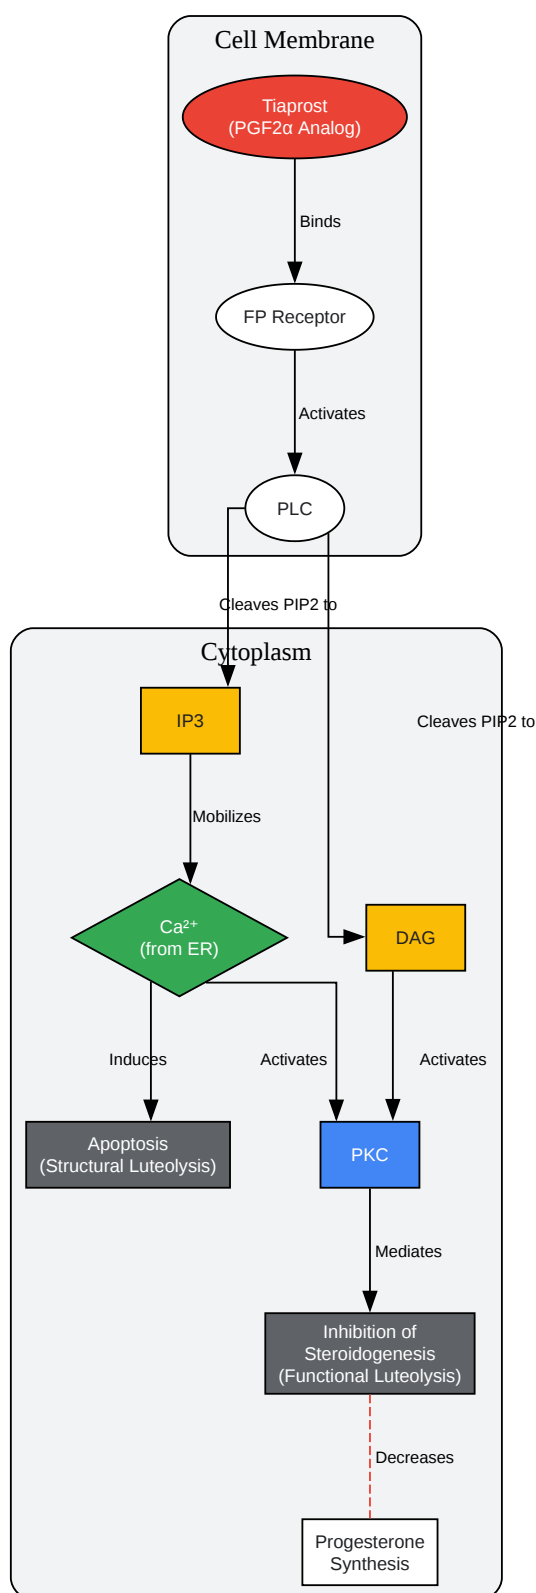 Cell Membrane
Tiaprost
(PGF2α Analog)
Binds
FP Receptor
Activates
PLC
Cleaves PIP2 to
Cytoplasm
IP3
Cleaves PIP2 to
Mobilizes
Ca²⁺
(from ER)
DAG
Induces
Activates
Activates
Apoptosis
(Structural Luteolysis)
PKC
Mediates
Inhibition of
Steroidogenesis
(Functional Luteolysis)
Decreases
Progesterone
Synthesis